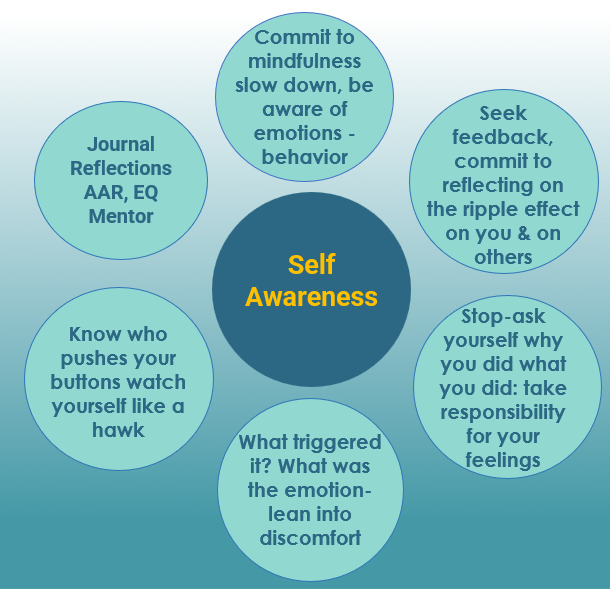 Commit to
mindfulness
slow down, be
aware of
emotions -
behavior
Seek
feedback,
commit to
reflecting on
the ripple effect
on you & on
others
Stop-ask
yourself why
you did what
you did: take
responsibility
for your
feelings
What triggered
it? What was
the emotion-
lean into
discomfort
Know who
pushes your
buttons watch
yourself like a
hawk
Journal
Reflections
AAR, EQ
Mentor
Self
Awareness